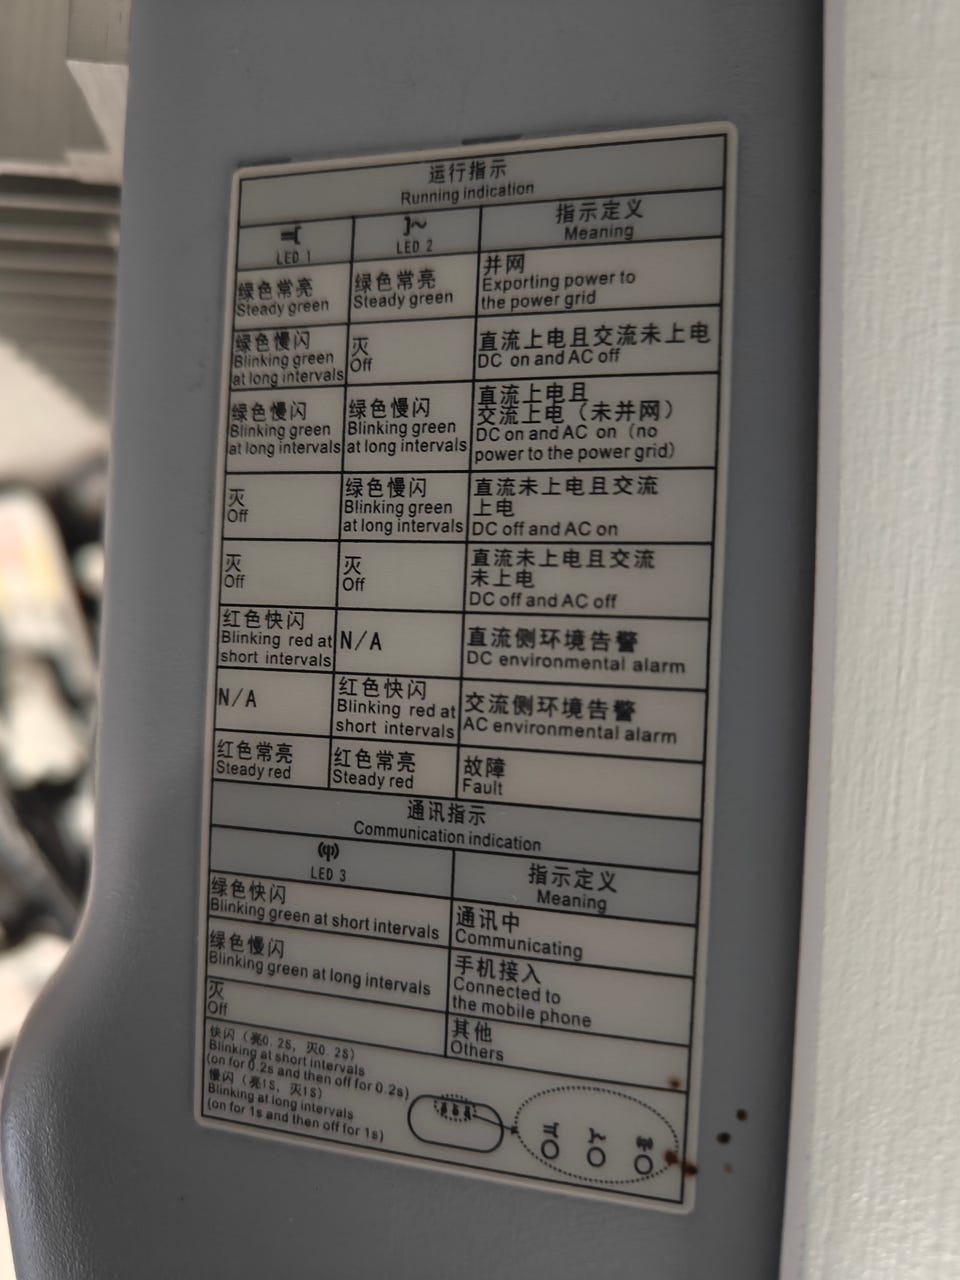 运行指示
Running indication
LED 1
LED 2
指示定义
Meaning
绿色常亮
Steady green
绿色常亮
Steady green
并网
Exporting power to
the power grid
绿色慢闪
Blinking green
at long intervals
灭
Off
直流上电且交流未上电
DC on and AC off
绿色慢闪
Blinking green
at long intervals
绿色慢闪
Blinking green
at long intervals
直流上电且
交流上电（未并网）
DC on and AC on（no
power to the power grid）
灭
Off
绿色慢闪
Blinking green
at long intervals
直流未上电且交流
上电
DC off and AC on
灭
Off
灭
Off
直流未上电且交流
未上电
DC off and AC off
红色快闪
Blinking red at
short intervals
N/A
直流侧环境告警
DC environmental alarm
N/A
红色快闪
Blinking red at
short intervals
交流侧环境告警
AC environmental alarm
红色常亮
Steady red
红色常亮
Steady red
故障
Fault
通讯指示
Communication indication
LED 3
指示定义
Meaning
绿色快闪
Blinking green at short intervals
通讯中
Communicating
绿色慢闪
Blinking green at long intervals
手机接入
Connected to
the mobile phone
灭
Off
其他
Others
快闪（亮0.2S，灭0.2S）
Blinking at short intervals
(on for 0.2s and then off for 0.2s)
慢闪（亮1S，灭1S）
Blinking at long intervals
(on for 1s and then off for 1s)